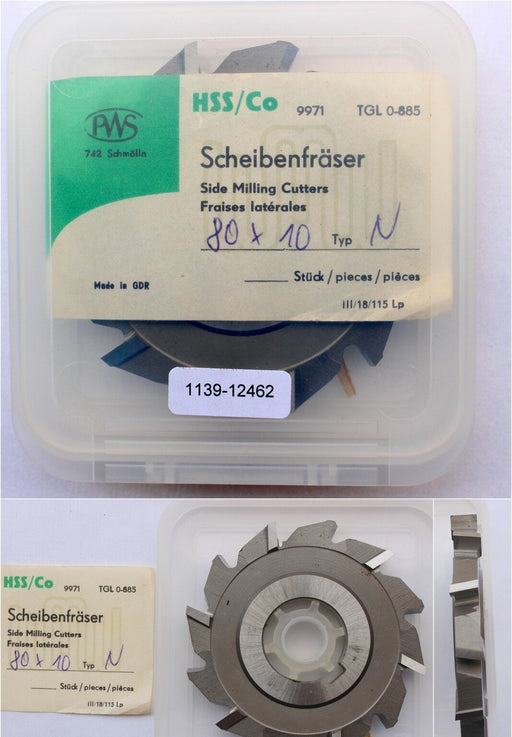 HSS/Co 9971 TGL 0-885
PWS
742 Schmölln
Scheibenfräser
Side Milling Cutters
Fraises latérales
80 x 10 Typ N
Stück / pieces / pièces
Made in GDR
III/18/115 Lp
1139-12462
HSS/Co 9971 TGL 0-885
Scheibenfräser
Side Milling Cutters
Fraises latérales
80 x 10 Typ N
Stück / pieces / pièces
III/18/115 Lp